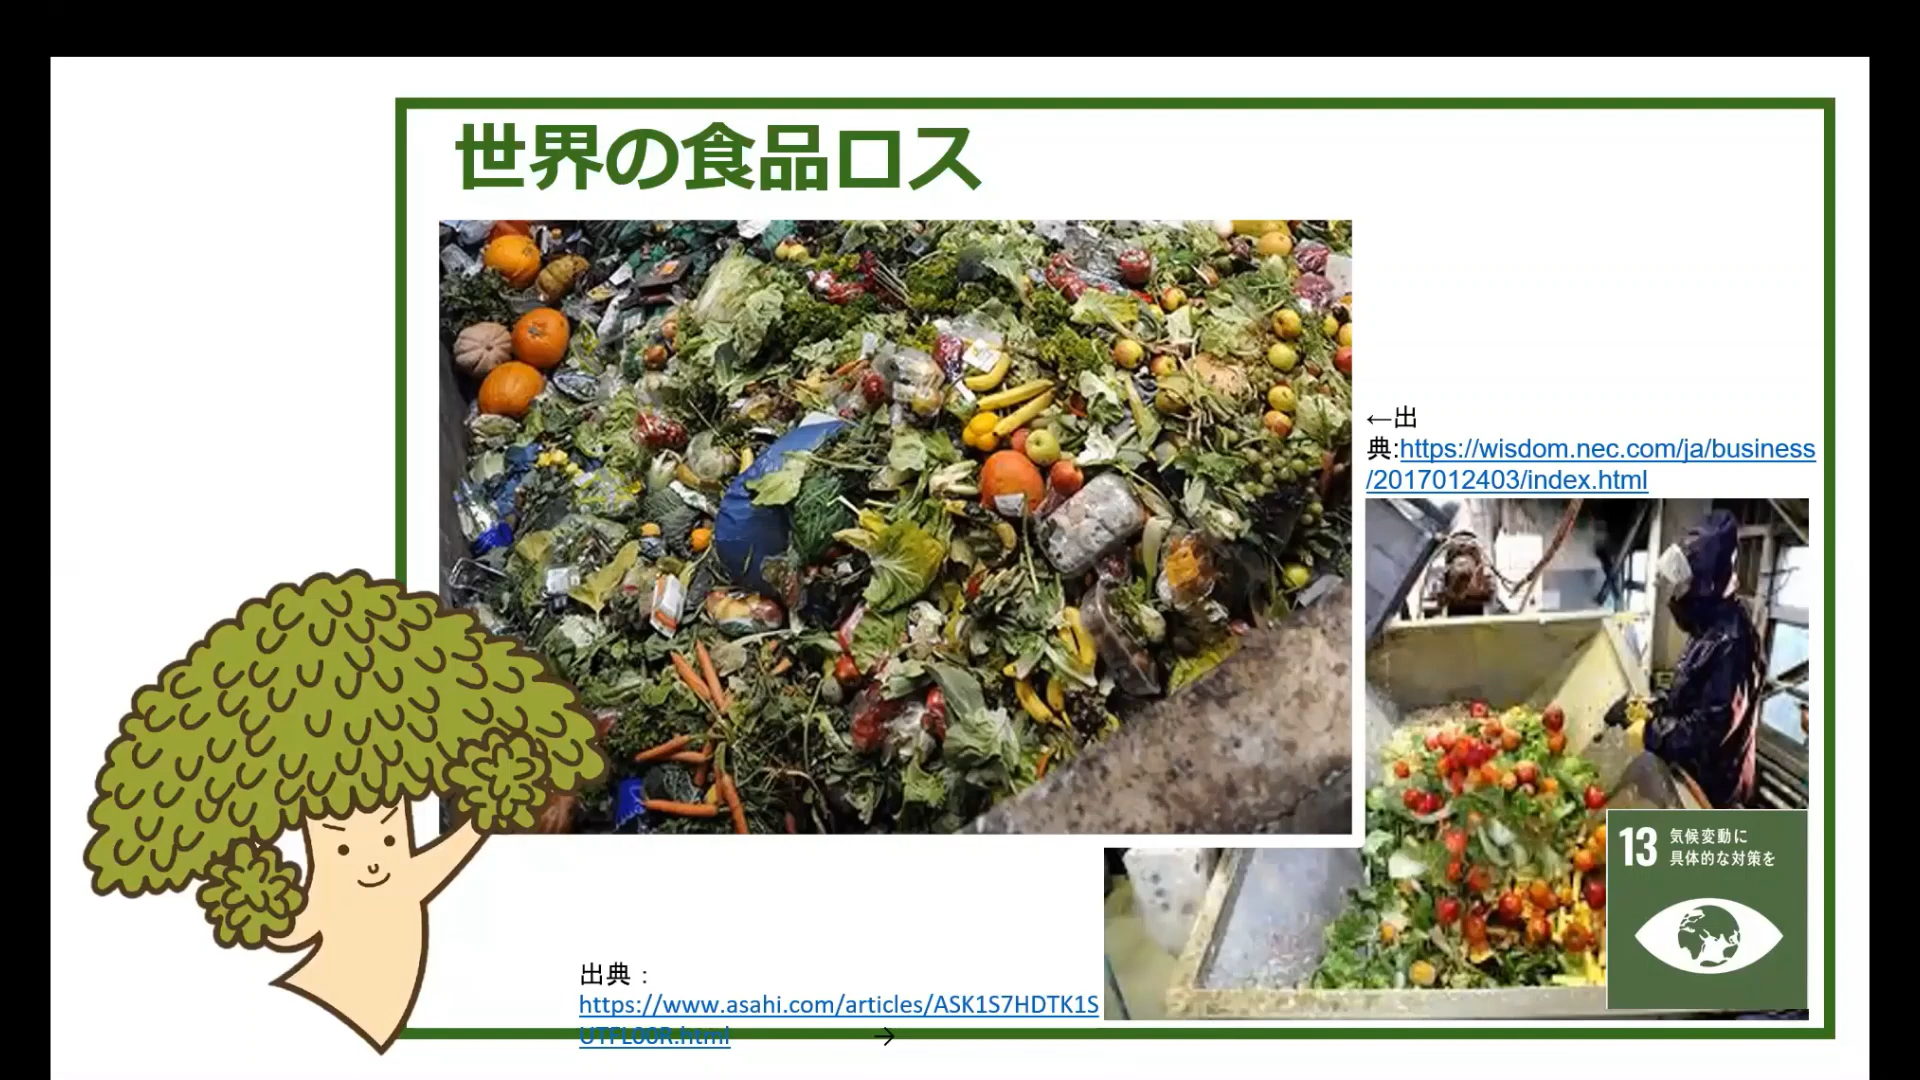 世界の食品ロス
←出
典:https://wisdom.nec.com/ja/business
/2017012403/index.html
13 気候変動に
具体的な対策を
出典：
https://www.asahi.com/articles/ASK1S7HDTK1S
UTFL00R.html →